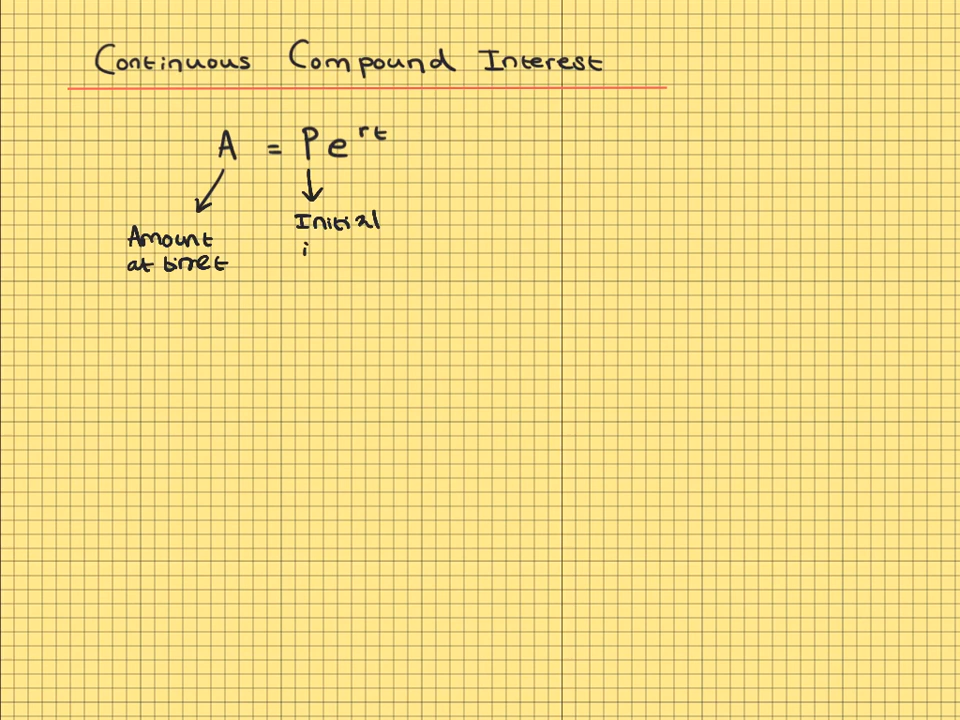 Continuous Compound Interest
A = Pe^rt
Amount
at time t
Initial
i